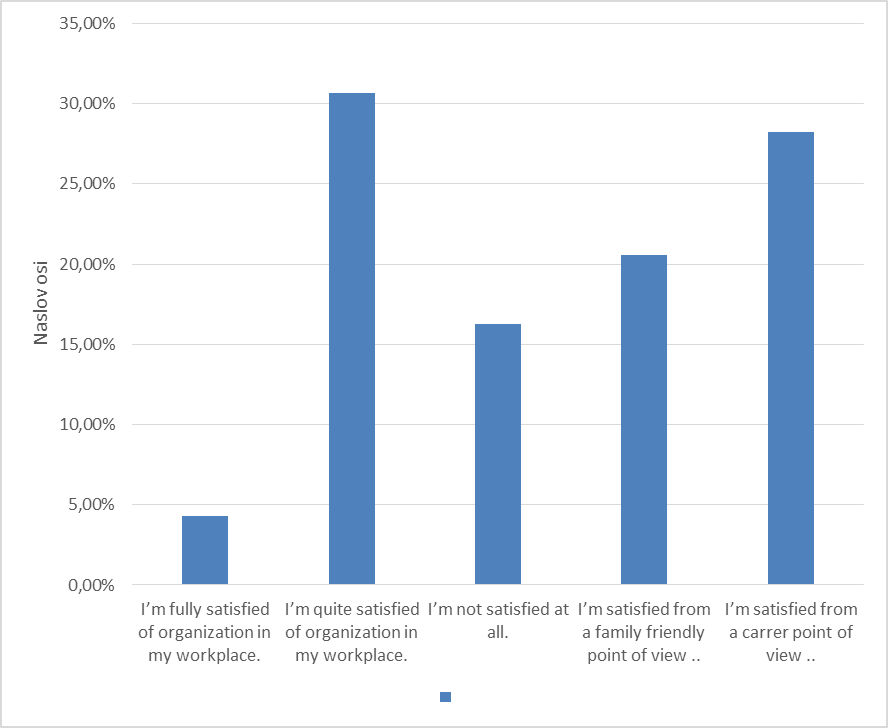 35,00%
30,00%
25,00%
20,00%
15,00%
10,00%
5,00%
0,00%
Naslov osi
I’m fully satisfied
of organization in
my workplace.
I’m quite satisfied
of organization in
my workplace.
I’m not satisfied at
all.
I’m satisfied from
a family friendly
point of view ..
I’m satisfied from
a carrer point of
view ..